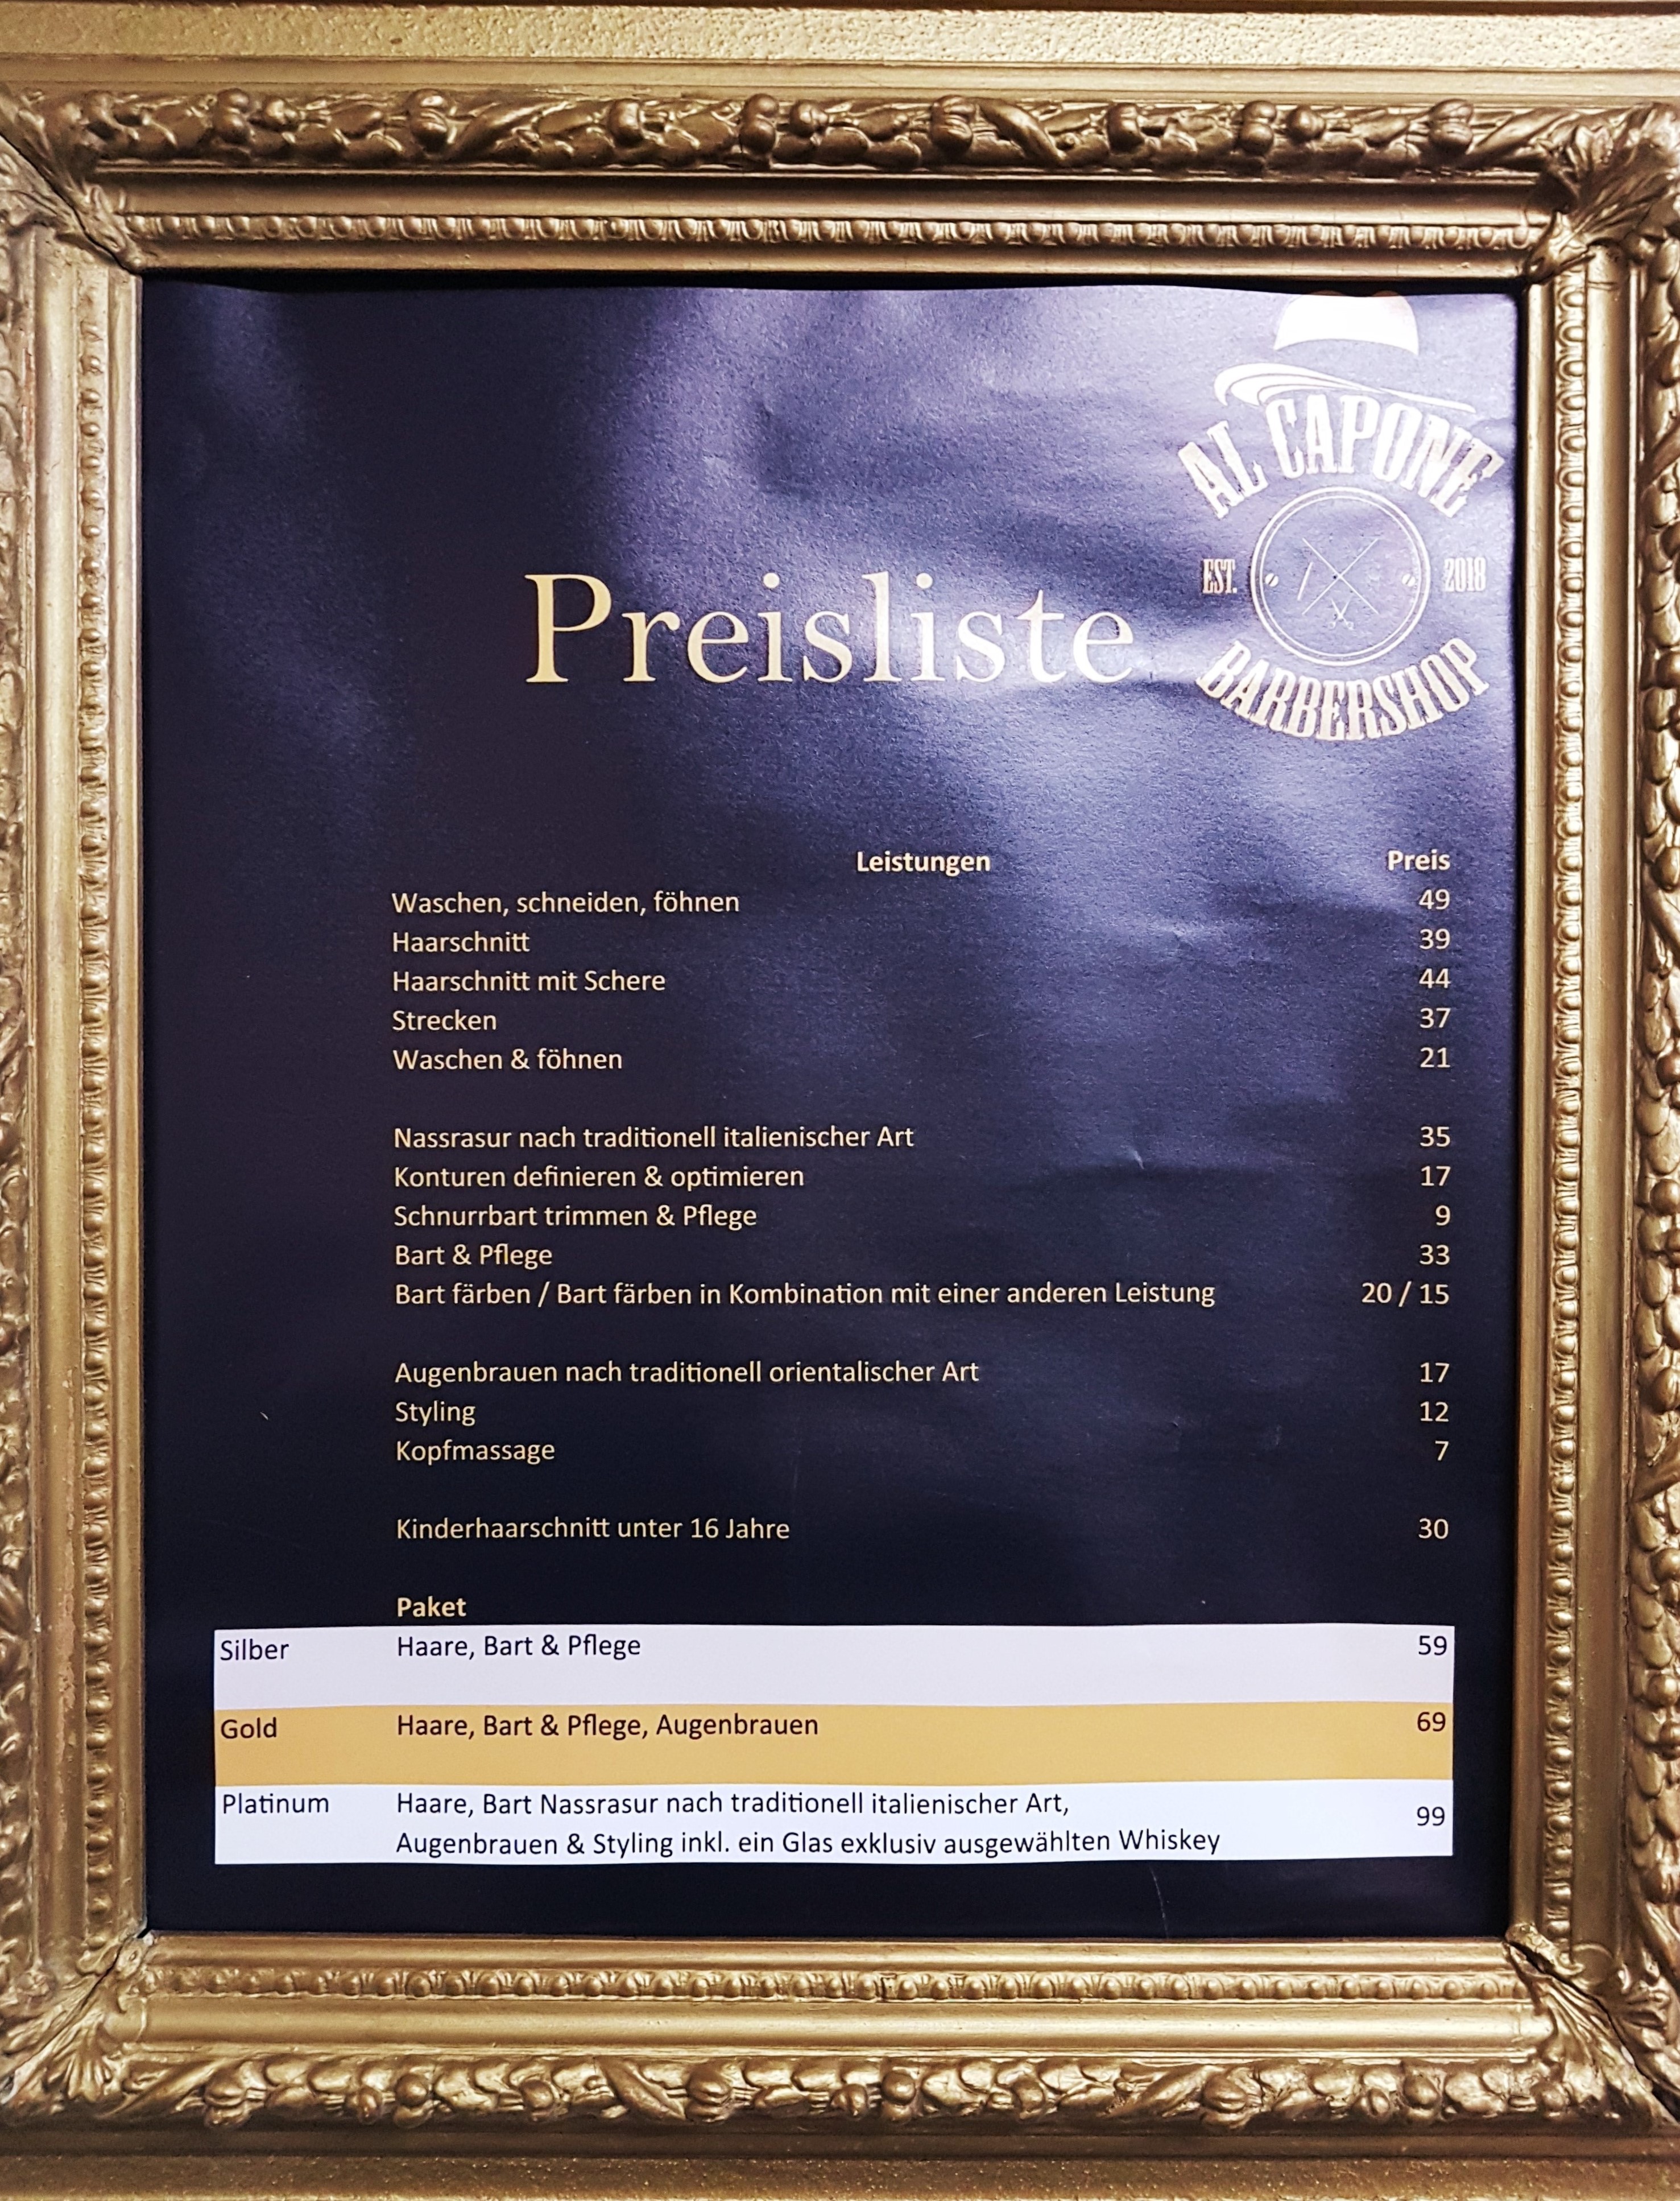 AL CAPONE
EST. 2018
BARBERSHOP
Preisliste
Leistungen Preis
Waschen, schneiden, föhnen 49
Haarschnitt 39
Haarschnitt mit Schere 44
Strecken 37
Waschen & föhnen 21
Nassrasur nach traditionell italienischer Art 35
Konturen definieren & optimieren 17
Schnurrbart trimmen & Pflege 9
Bart & Pflege 33
Bart färben / Bart färben in Kombination mit einer anderen Leistung 20 / 15
Augenbrauen nach traditionell orientalischer Art 17
Styling 12
Kopfmassage 7
Kinderhaarschnitt unter 16 Jahre 30
Paket
Silber Haare, Bart & Pflege 59
Gold Haare, Bart & Pflege, Augenbrauen 69
Platinum Haare, Bart Nassrasur nach traditionell italienischer Art, 99
Augenbrauen & Styling inkl. ein Glas exklusiv ausgewählten Whiskey